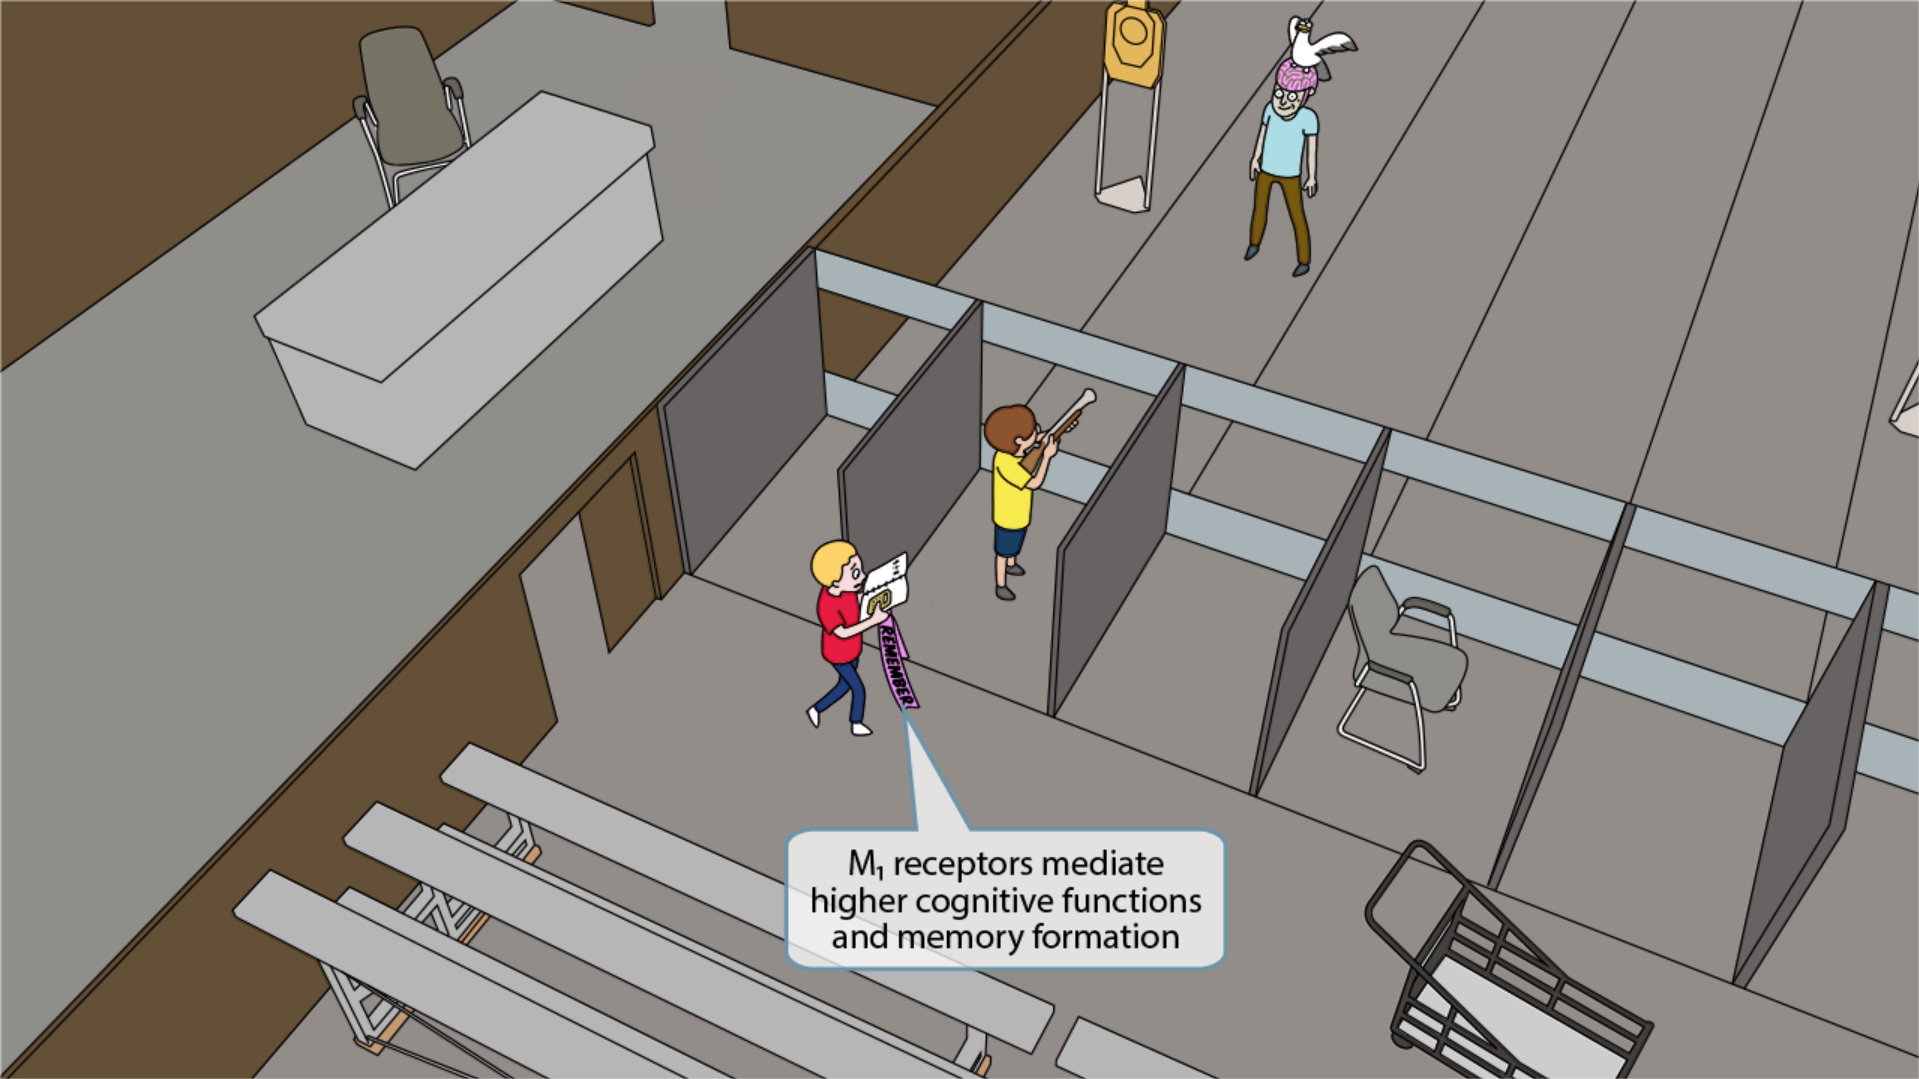 REMEMBER
M₁ receptors mediate
higher cognitive functions
and memory formation